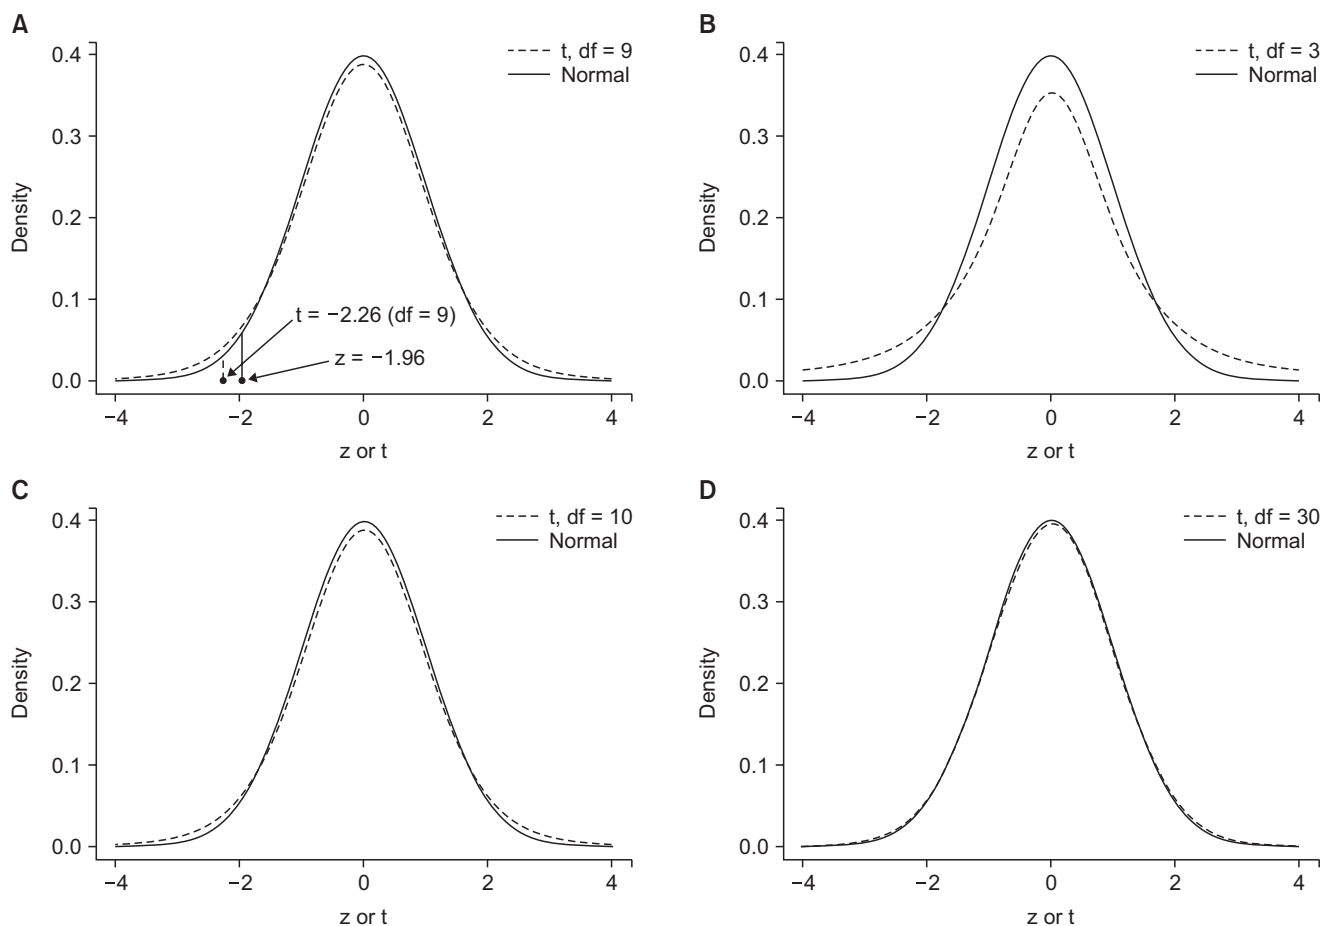 A
t, df = 9
Normal
0.4
0.3
0.2
0.1
0.0
Density
t = −2.26 (df = 9)
z = −1.96
−4
−2
0
2
4
z or t
B
t, df = 3
Normal
0.4
0.3
0.2
0.1
0.0
Density
−4
−2
0
2
4
z or t
C
t, df = 10
Normal
0.4
0.3
0.2
0.1
0.0
Density
−4
−2
0
2
4
z or t
D
t, df = 30
Normal
0.4
0.3
0.2
0.1
0.0
Density
−4
−2
0
2
4
z or t